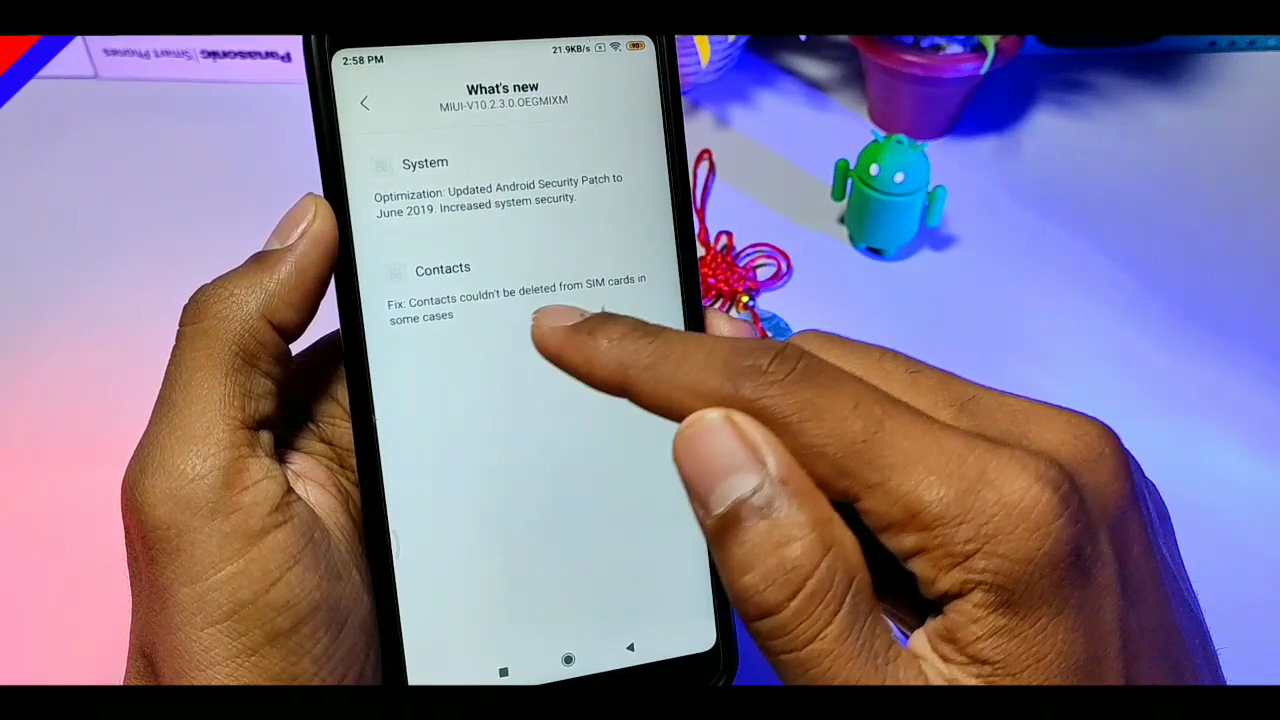 Panasonic | Smart Phones
2:58 PM
21.9KB/s
90
What's new
MIUI-V10.2.3.0.OEGMIXM
System
Optimization: Updated Android Security Patch to
June 2019. Increased system security.
Contacts
Fix: Contacts couldn't be deleted from SIM cards in
some cases